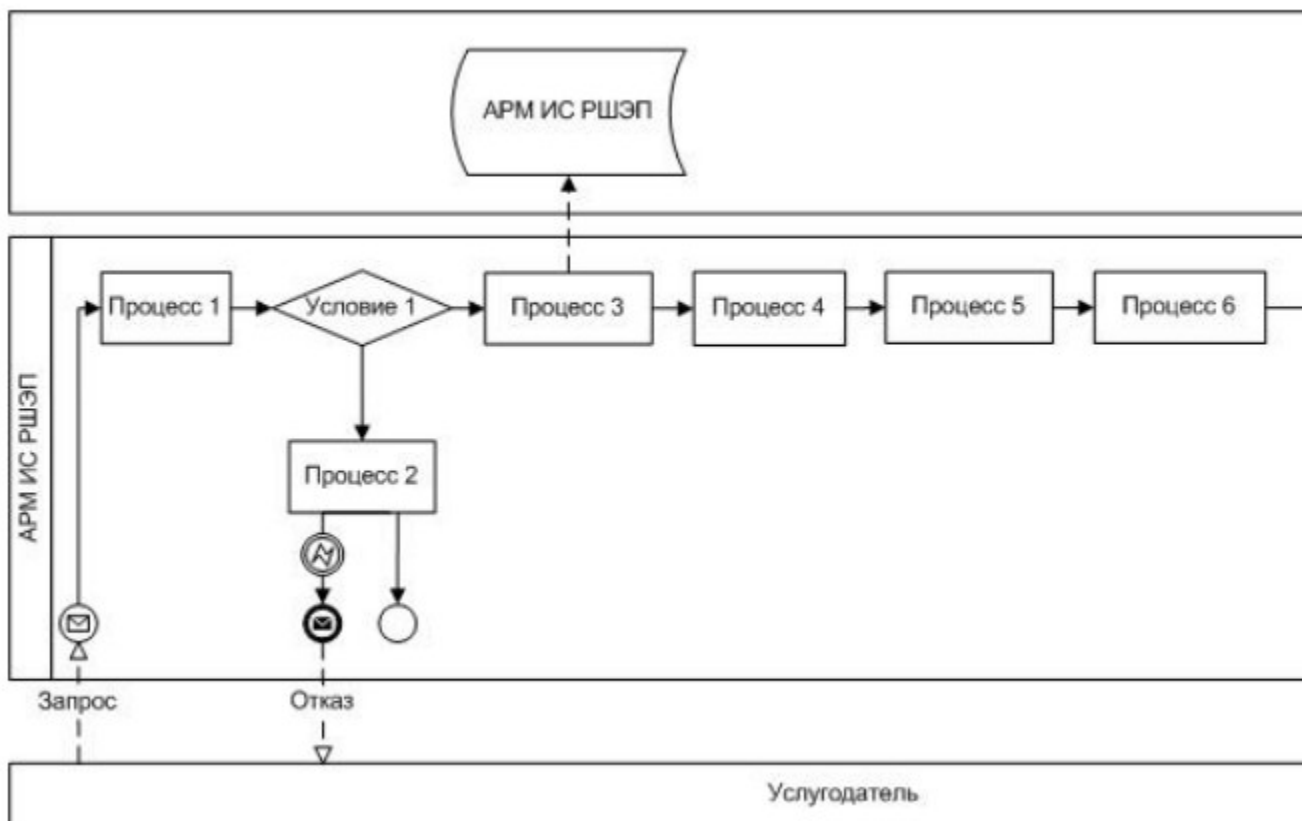 АРМ ИС РШЭП
АРМ ИС РШЭП
Процесс 1
Условие 1
Процесс 3
Процесс 4
Процесс 5
Процесс 6
Процесс 2
Запрос
Отказ
Услугодатель